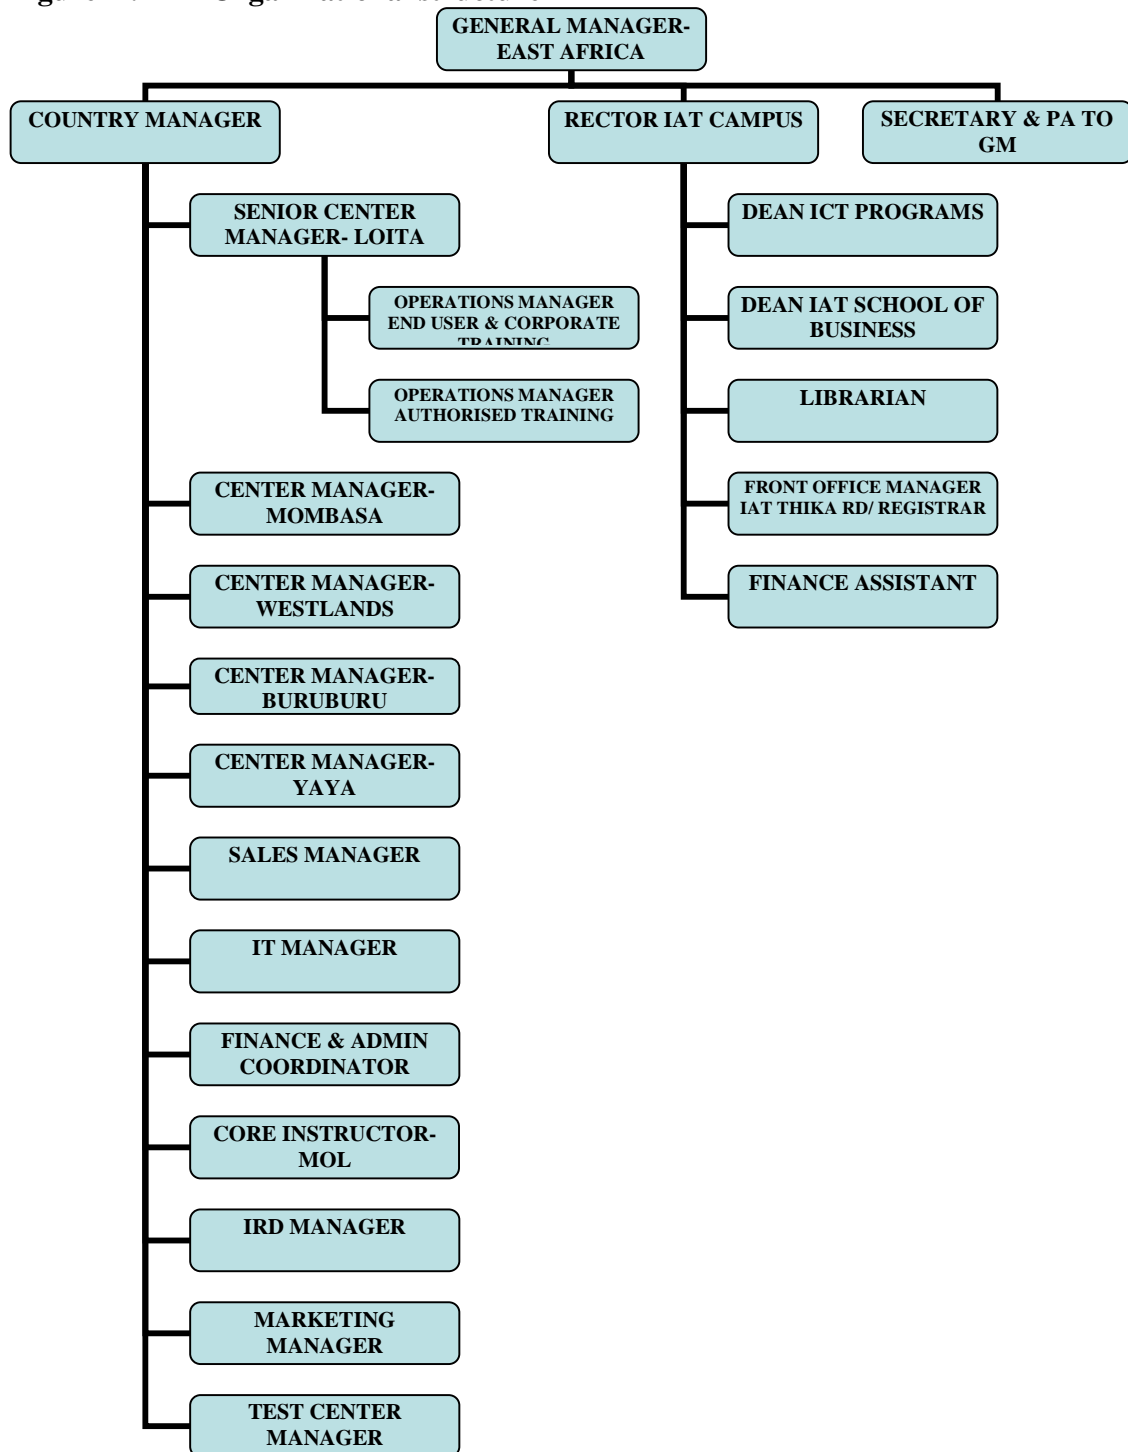 GENERAL MANAGER-
EAST AFRICA
COUNTRY MANAGER
RECTOR IAT CAMPUS
SECRETARY & PA TO
GM
SENIOR CENTER
MANAGER- LOITA
OPERATIONS MANAGER
END USER & CORPORATE
TRAINING
OPERATIONS MANAGER
AUTHORISED TRAINING
CENTER MANAGER-
MOMBASA
CENTER MANAGER-
WESTLANDS
CENTER MANAGER-
BURUBURU
CENTER MANAGER-
YAYA
SALES MANAGER
IT MANAGER
FINANCE & ADMIN
COORDINATOR
CORE INSTRUCTOR-
MOL
IRD MANAGER
MARKETING
MANAGER
TEST CENTER
MANAGER
DEAN ICT PROGRAMS
DEAN IAT SCHOOL OF
BUSINESS
LIBRARIAN
FRONT OFFICE MANAGER
IAT THIKA RD/ REGISTRAR
FINANCE ASSISTANT